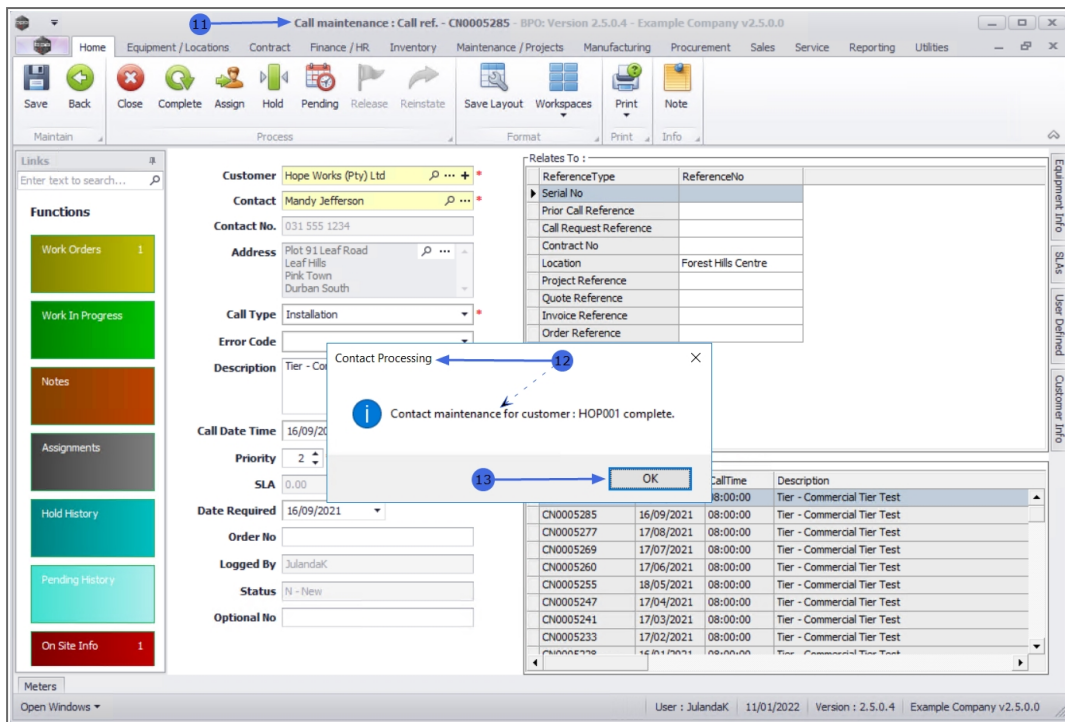 11
Call maintenance : Call ref. - CN0005285 - BPO: Version 2.5.0.4 - Example Company v2.5.0.0
Home Equipment / Locations Contract Finance / HR Inventory Maintenance / Projects Manufacturing Procurement Sales Service Reporting Utilities
Save Back Close Complete Assign Hold Pending Release Reinstate Save Layout Workspaces Print Note
Maintain Process Format Print Info
Links
Enter text to search...
Functions
Work Orders 1
Work In Progress
Notes
Assignments
Hold History
Pending History
On Site Info 1
Customer Hope Works (Pty) Ltd *
Contact Mandy Jefferson *
Contact No. 031 555 1234
Address Plot 91 Leaf Road
Leaf Hills
Pink Town
Durban South
Call Type Installation *
Error Code
Description Tier - Co
Call Date Time 16/09/20
Priority 2
SLA 0.00
Date Required 16/09/2021
Order No
Logged By JulandaK
Status N - New
Optional No
Relates To :
ReferenceType ReferenceNo
Serial No
Prior Call Reference
Call Request Reference
Contract No
Location Forest Hills Centre
Project Reference
Quote Reference
Invoice Reference
Order Reference
Equipment Info
SLAs
User Defined
Customer Info
Contact Processing
12
Contact maintenance for customer : HOP001 complete.
13
OK
CallTime Description
08:00:00 Tier - Commercial Tier Test
CN0005285 16/09/2021 08:00:00 Tier - Commercial Tier Test
CN0005277 17/08/2021 08:00:00 Tier - Commercial Tier Test
CN0005269 17/07/2021 08:00:00 Tier - Commercial Tier Test
CN0005260 17/06/2021 08:00:00 Tier - Commercial Tier Test
CN0005255 18/05/2021 08:00:00 Tier - Commercial Tier Test
CN0005247 17/04/2021 08:00:00 Tier - Commercial Tier Test
CN0005241 17/03/2021 08:00:00 Tier - Commercial Tier Test
CN0005233 17/02/2021 08:00:00 Tier - Commercial Tier Test
CN0005228 16/01/2021 08:00:00 Tier - Commercial Tier Test
Meters
Open Windows User : JulandaK 11/01/2022 Version : 2.5.0.4 Example Company v2.5.0.0